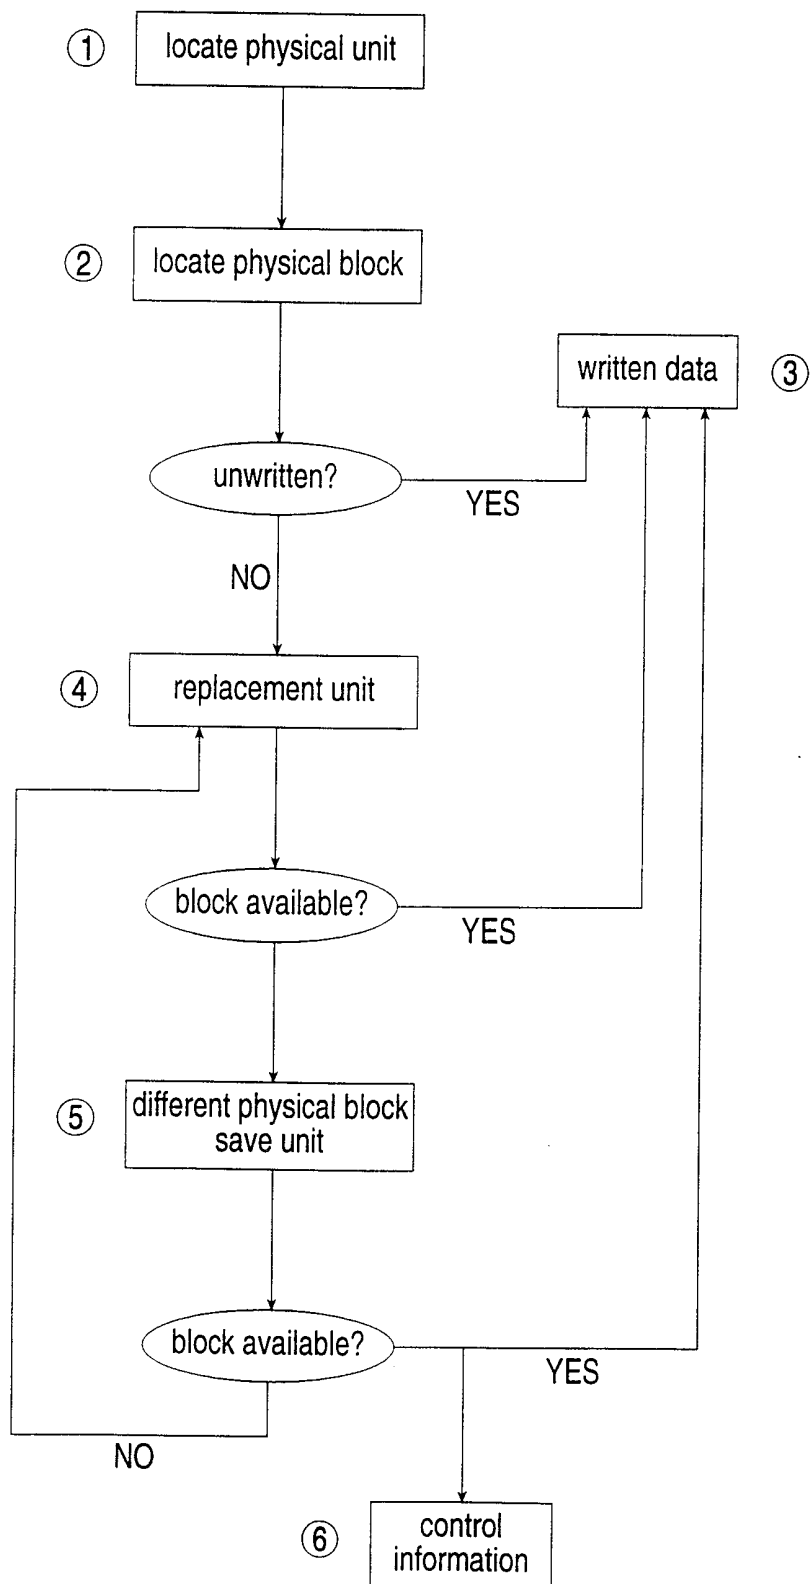 ① locate physical unit
② locate physical block
written data ③
unwritten?
YES
NO
④ replacement unit
block available?
YES
⑤ different physical block
save unit
block available?
YES
NO
⑥ control
information